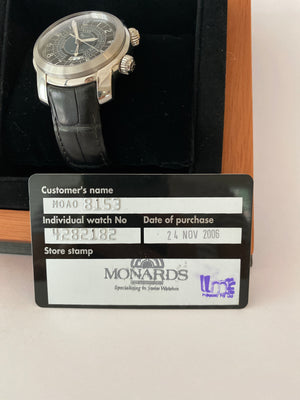 Customer's name
MOAO 8153
Individual watch No
Date of purchase
4282182
24 NOV 2006
Store stamp
MONARDS
Specialising in Swiss Watches